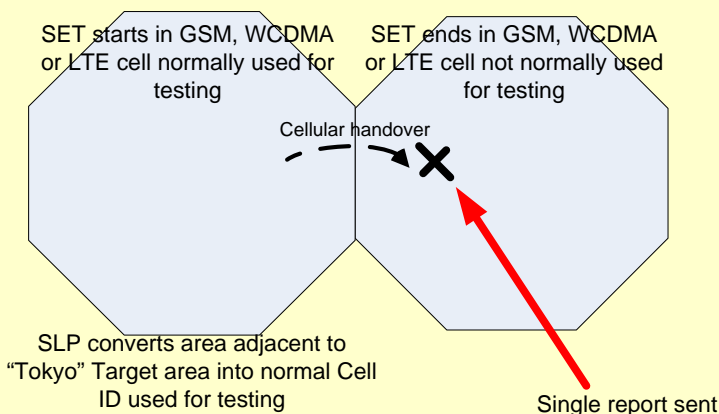 SET starts in GSM, WCDMA
or LTE cell normally used for
testing
SET ends in GSM, WCDMA
or LTE cell not normally used
for testing
Cellular handover
SLP converts area adjacent to
“Tokyo” Target area into normal Cell
ID used for testing
Single report sent